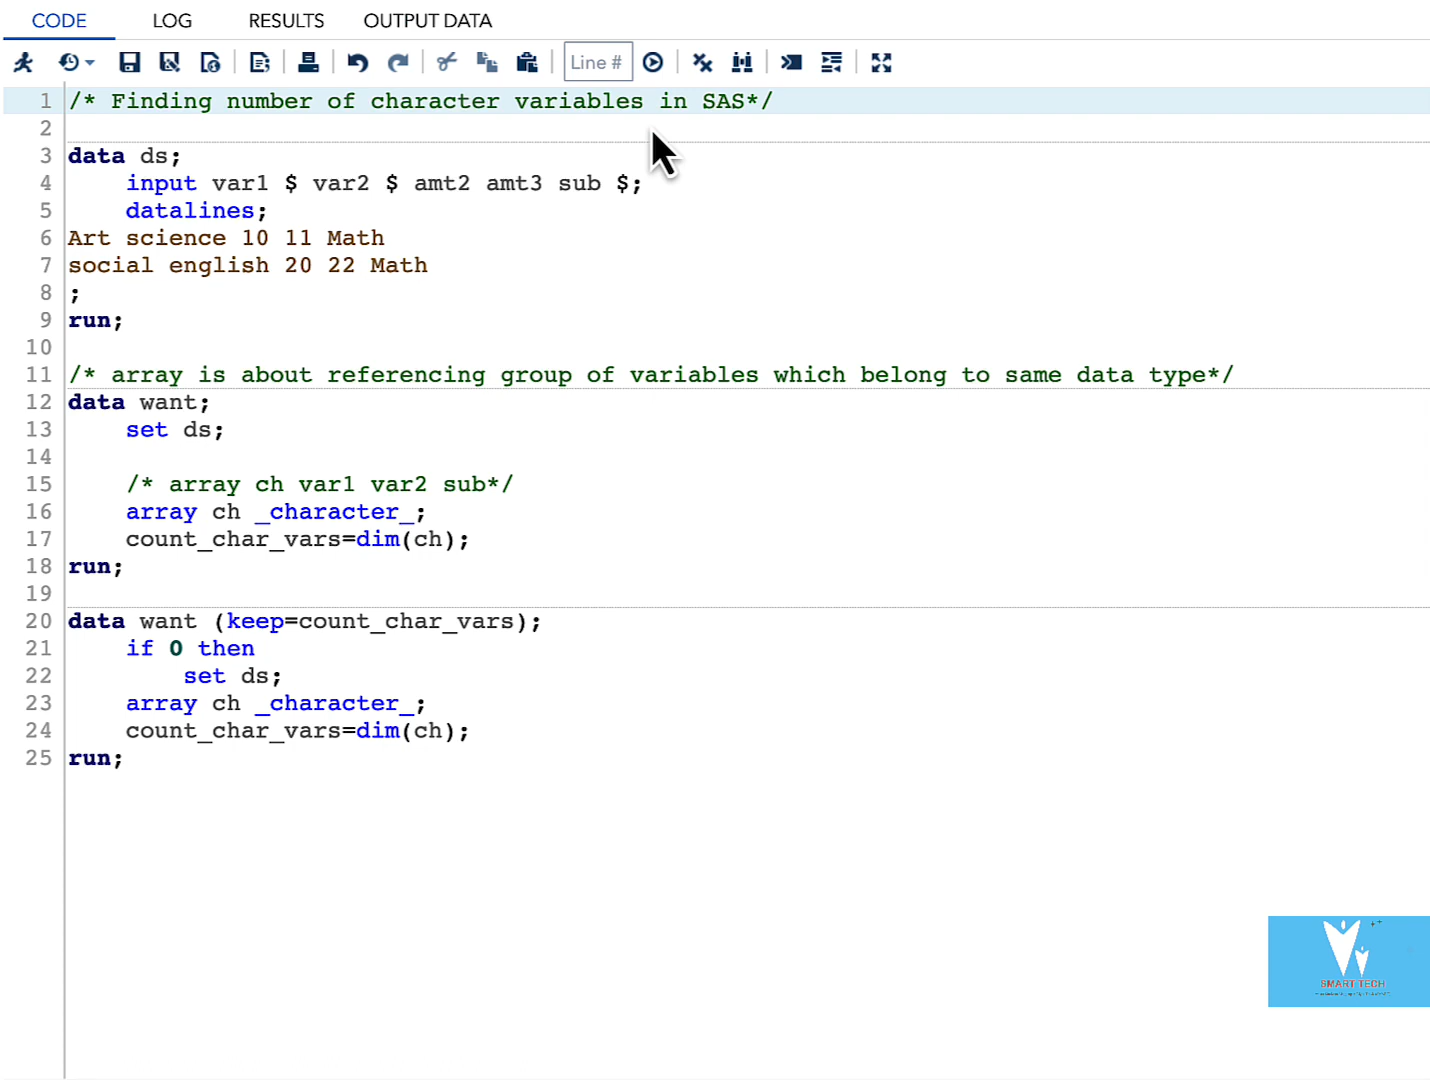 CODE LOG RESULTS OUTPUT DATA
Line #
1 /* Finding number of character variables in SAS*/
2
3 data ds;
4 input var1 $ var2 $ amt2 amt3 sub $;
5 datalines;
6 Art science 10 11 Math
7 social english 20 22 Math
8 ;
9 run;
10
11 /* array is about referencing group of variables which belong to same data type*/
12 data want;
13 set ds;
14
15 /* array ch var1 var2 sub*/
16 array ch _character_;
17 count_char_vars=dim(ch);
18 run;
19
20 data want (keep=count_char_vars);
21 if 0 then
22 set ds;
23 array ch _character_;
24 count_char_vars=dim(ch);
25 run;
SMART TECH